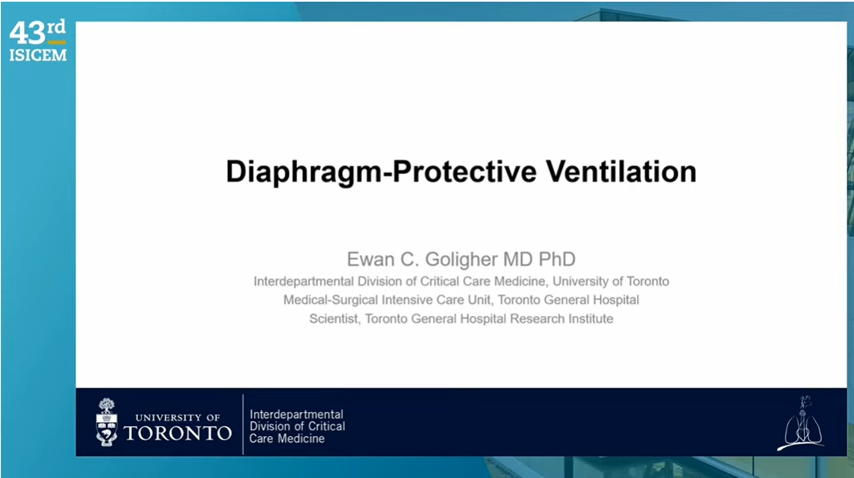 43rd
ISICEM
Diaphragm-Protective Ventilation
Ewan C. Goligher MD PhD
Interdepartmental Division of Critical Care Medicine, University of Toronto
Medical-Surgical Intensive Care Unit, Toronto General Hospital
Scientist, Toronto General Hospital Research Institute
UNIVERSITY OF
TORONTO
Interdepartmental
Division of Critical
Care Medicine